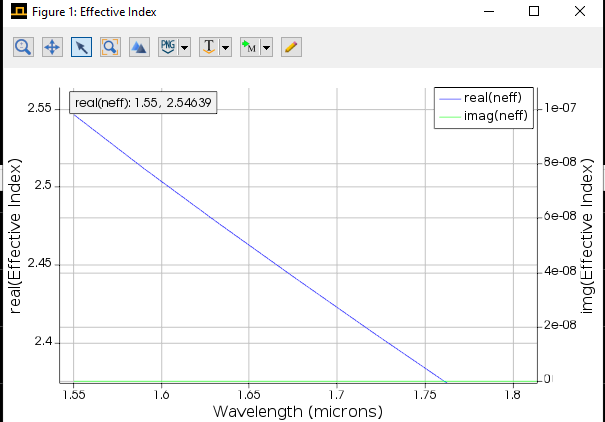 Figure 1: Effective Index
PNG
T
M
real(neff): 1.55, 2.54639
real(neff)
imag(neff)
2.55
2.5
2.45
2.4
real(Effective Index)
1e-07
8e-08
6e-08
4e-08
2e-08
0
img(Effective Index)
1.55 1.6 1.65 1.7 1.75 1.8
Wavelength (microns)